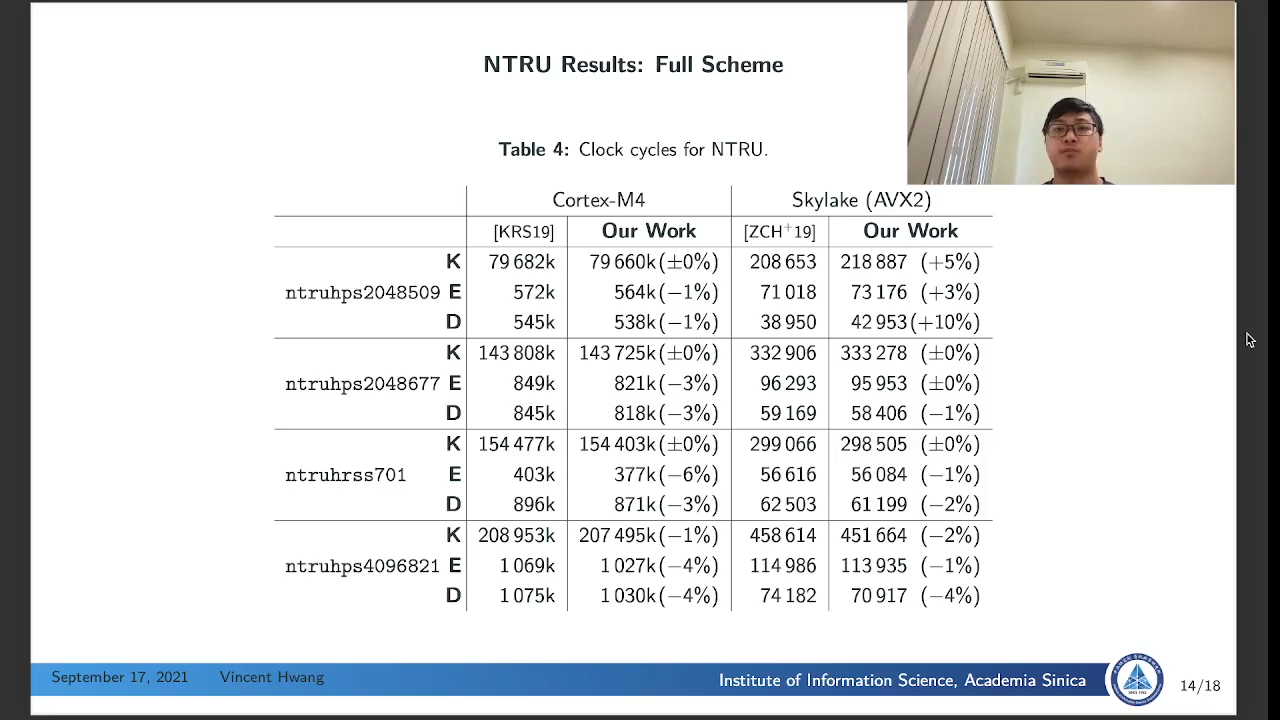 NTRU Results: Full Scheme
Table 4: Clock cycles for NTRU.
Cortex-M4 Skylake (AVX2)
[KRS19] Our Work [ZCH+19] Our Work
K 79 682k 79 660k (±0%) 208 653 218 887 (+5%)
ntruhps2048509 E 572k 564k (−1%) 71 018 73 176 (+3%)
D 545k 538k (−1%) 38 950 42 953 (+10%)
K 143 808k 143 725k (±0%) 332 906 333 278 (±0%)
ntruhps2048677 E 849k 821k (−3%) 96 293 95 953 (±0%)
D 845k 818k (−3%) 59 169 58 406 (−1%)
K 154 477k 154 403k (±0%) 299 066 298 505 (±0%)
ntruhrss701 E 403k 377k (−6%) 56 616 56 084 (−1%)
D 896k 871k (−3%) 62 503 61 199 (−2%)
K 208 953k 207 495k (−1%) 458 614 451 664 (−2%)
ntruhps4096821 E 1 069k 1 027k (−4%) 114 986 113 935 (−1%)
D 1 075k 1 030k (−4%) 74 182 70 917 (−4%)
September 17, 2021 Vincent Hwang Institute of Information Science, Academia Sinica 14/18